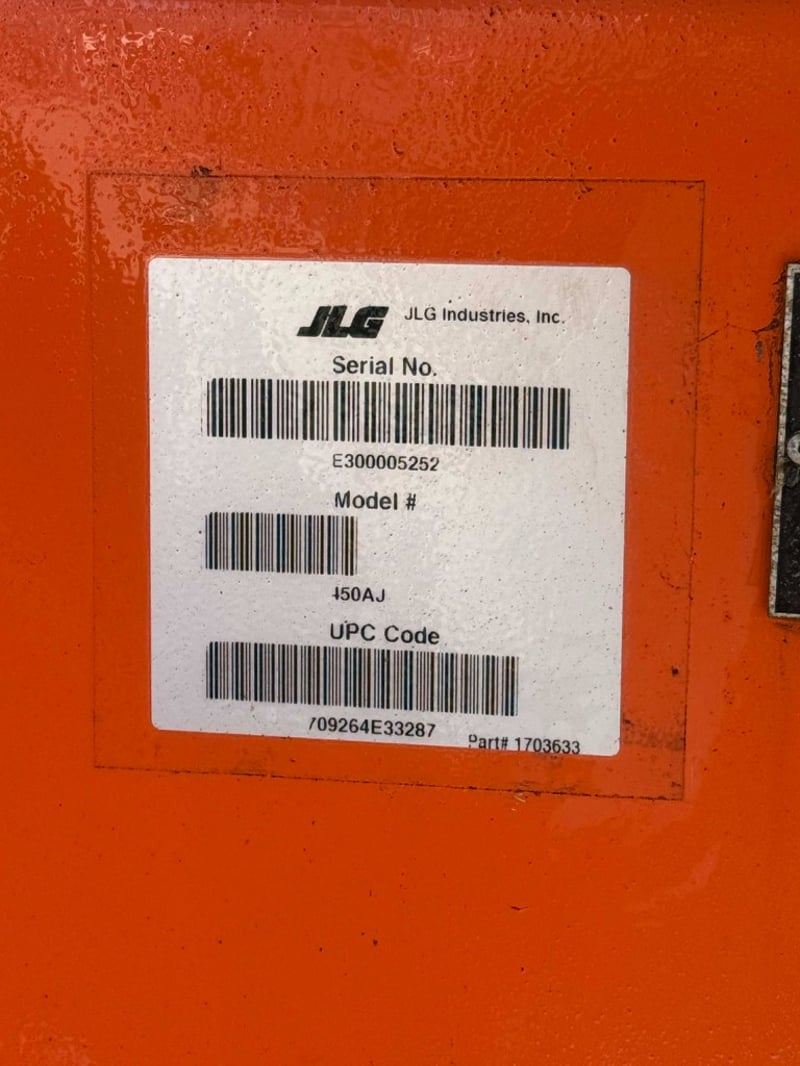 JLG JLG Industries, Inc.
Serial No.
E300005252
Model #
450AJ
UPC Code
709264E33287
Part# 1703633